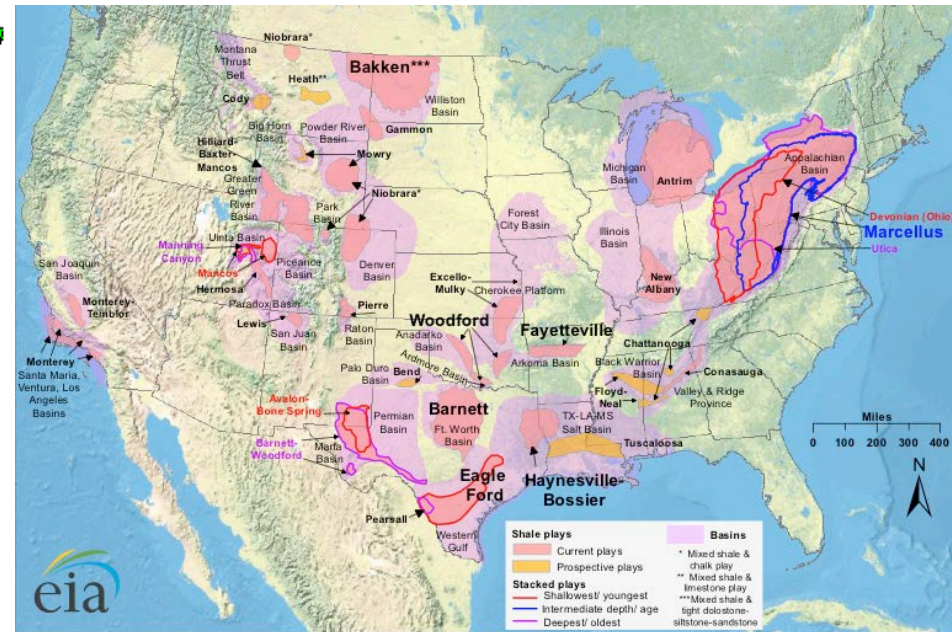 Niobrara*
Montana
Thrust
Belt
Bakken***
Heath**
Cody
Williston
Basin
Big Horn
Basin
Powder River
Basin
Gammon
Hilliard-
Baxter-
Mancos
Mowry
Greater
Green
River
Basin
Park
Basin
Niobrara*
Uinta Basin
Manning
Canyon
Mancos
Piceance
Basin
Hermosa
Denver
Basin
Paradox Basin
Lewis
San Juan
Basin
Pierre
Raton
Basin
San Joaquin
Basin
Monterey-
Temblor
Monterey
Santa Maria,
Ventura, Los
Angeles
Basins
Forest
City Basin
Excello-
Mulky
Cherokee Platform
Woodford
Anadarko
Basin
Ardmore Basin
Arkoma Basin
Fayetteville
Palo Duro
Basin
Bend
Avalon-
Bone Spring
Permian
Basin
Barnett
Ft. Worth
Basin
Barnett-
Woodford
Marfa
Basin
Eagle
Ford
Pearsall
Western
Gulf
TX-LA-MS
Salt Basin
Haynesville-
Bossier
Tuscaloosa
Michigan
Basin
Antrim
Illinois
Basin
New
Albany
Appalachian
Basin
Devonian (Ohio
Marcellus
Utica
Chattanooga
Black Warrior
Basin
Conasauga
Floyd-
Neal
Valley & Ridge
Province
Miles
0 100 200 300 400
N
Shale plays
Current plays
Prospective plays
Stacked plays
Shallowest/ youngest
Intermediate depth/ age
Deepest/ oldest
Basins
* Mixed shale &
chalk play
** Mixed shale &
limestone play
***Mixed shale &
tight dolostone-
siltstone-sandstone
eia